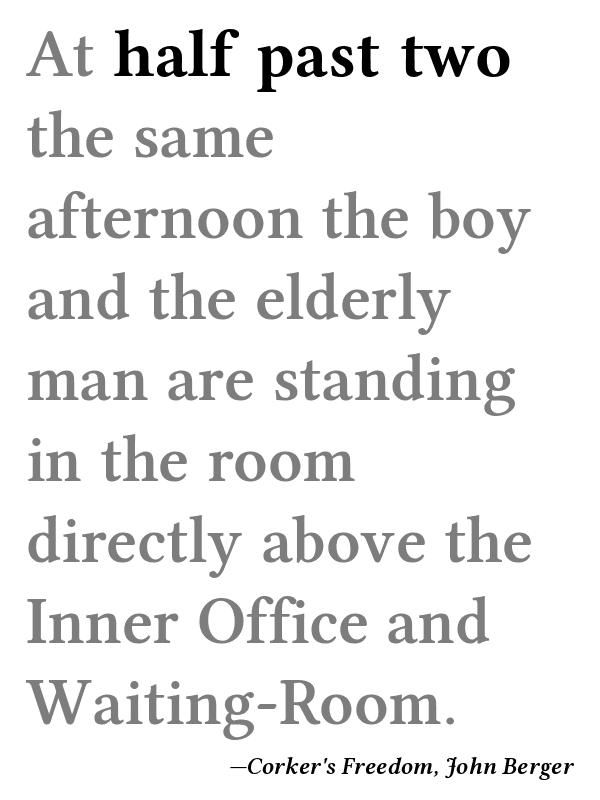 At half past two
the same
afternoon the boy
and the elderly
man are standing
in the room
directly above the
Inner Office and
Waiting-Room.
—Corker's Freedom, John Berger